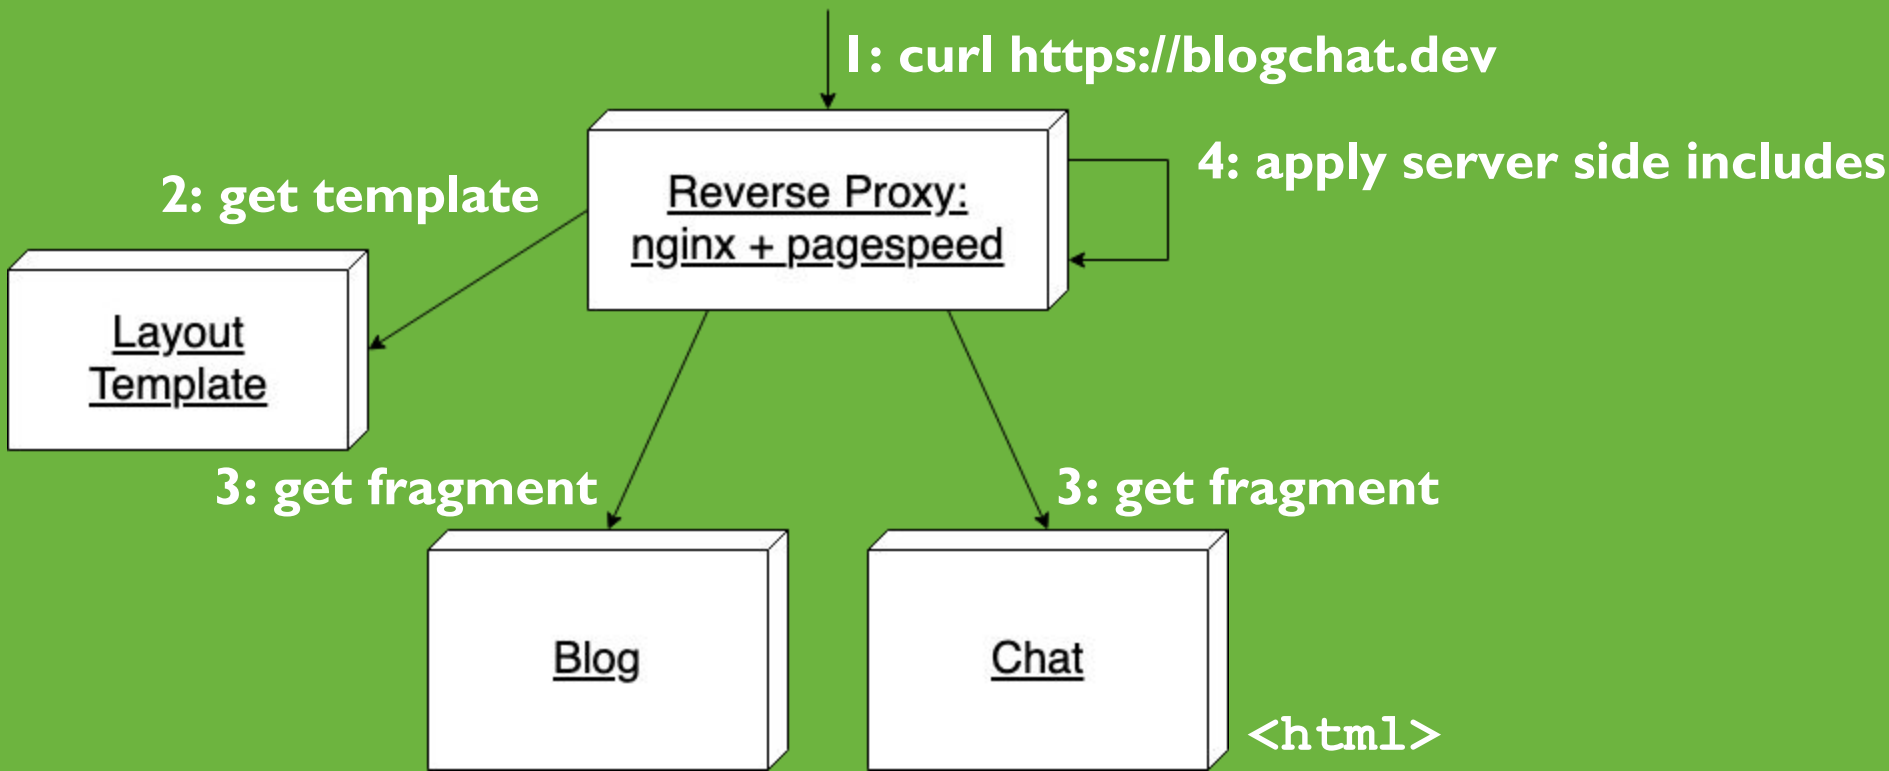 1: curl https://blogchat.dev
4: apply server side includes
2: get template
Reverse Proxy:
nginx + pagespeed
Layout
Template
3: get fragment
3: get fragment
Blog
Chat
<html>